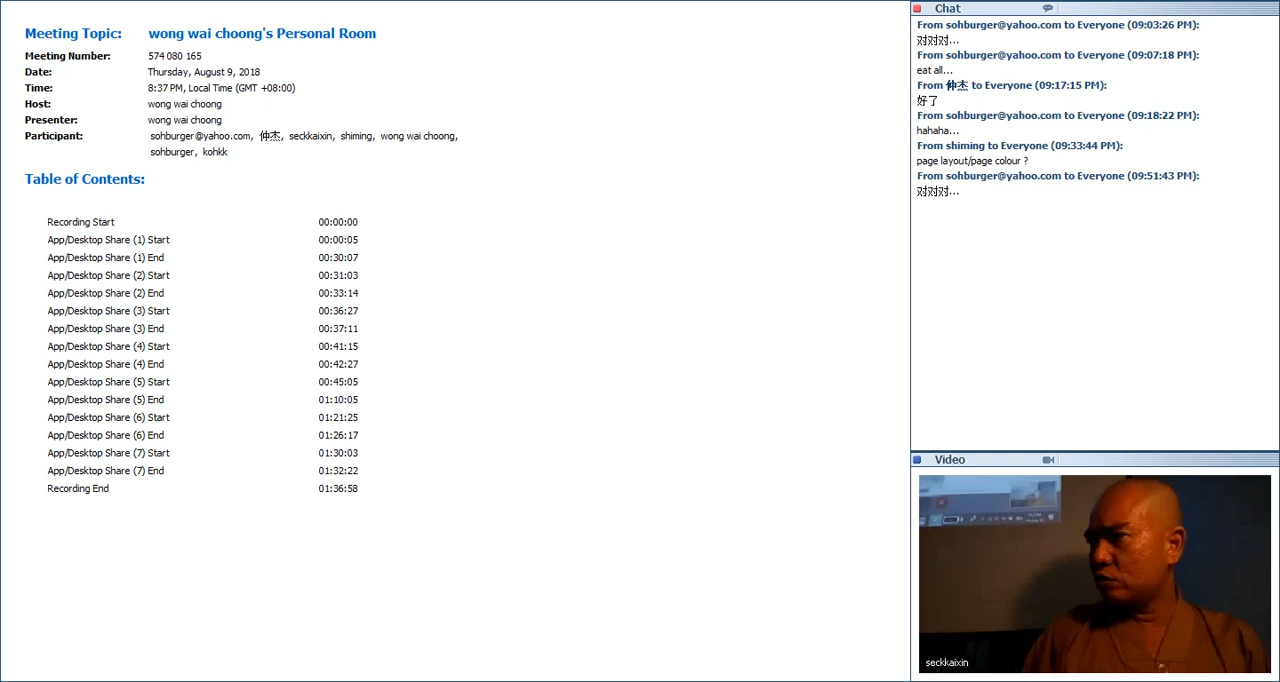 Meeting Topic: wong wai choong's Personal Room
Meeting Number: 574 080 165
Date: Thursday, August 9, 2018
Time: 8:37 PM, Local Time (GMT +08:00)
Host: wong wai choong
Presenter: wong wai choong
Participant: sohburger@yahoo.com, 仲杰, seckkaixin, shiming, wong wai choong,
sohburger, kohkk
Table of Contents:
Recording Start 00:00:00
App/Desktop Share (1) Start 00:00:05
App/Desktop Share (1) End 00:30:07
App/Desktop Share (2) Start 00:31:03
App/Desktop Share (2) End 00:33:14
App/Desktop Share (3) Start 00:36:27
App/Desktop Share (3) End 00:37:11
App/Desktop Share (4) Start 00:41:15
App/Desktop Share (4) End 00:42:27
App/Desktop Share (5) Start 00:45:05
App/Desktop Share (5) End 01:10:05
App/Desktop Share (6) Start 01:21:25
App/Desktop Share (6) End 01:26:17
App/Desktop Share (7) Start 01:30:03
App/Desktop Share (7) End 01:32:22
Recording End 01:36:58
Chat
From sohburger@yahoo.com to Everyone (09:03:26 PM):
对对对...
From sohburger@yahoo.com to Everyone (09:07:18 PM):
eat all...
From 仲杰 to Everyone (09:17:15 PM):
好了
From sohburger@yahoo.com to Everyone (09:18:22 PM):
hahaha...
From shiming to Everyone (09:33:44 PM):
page layout/page colour ?
From sohburger@yahoo.com to Everyone (09:51:43 PM):
对对对...
Video
seckkaixin